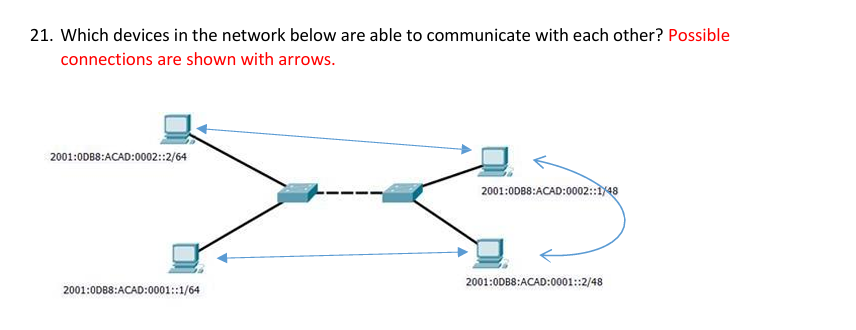 21. Which devices in the network below are able to communicate with each other? Possible
connections are shown with arrows.
2001:0DB8:ACAD:0002::2/64
2001:0DB8:ACAD:0002::1/48
2001:0DB8:ACAD:0001::1/64
2001:0DB8:ACAD:0001::2/48